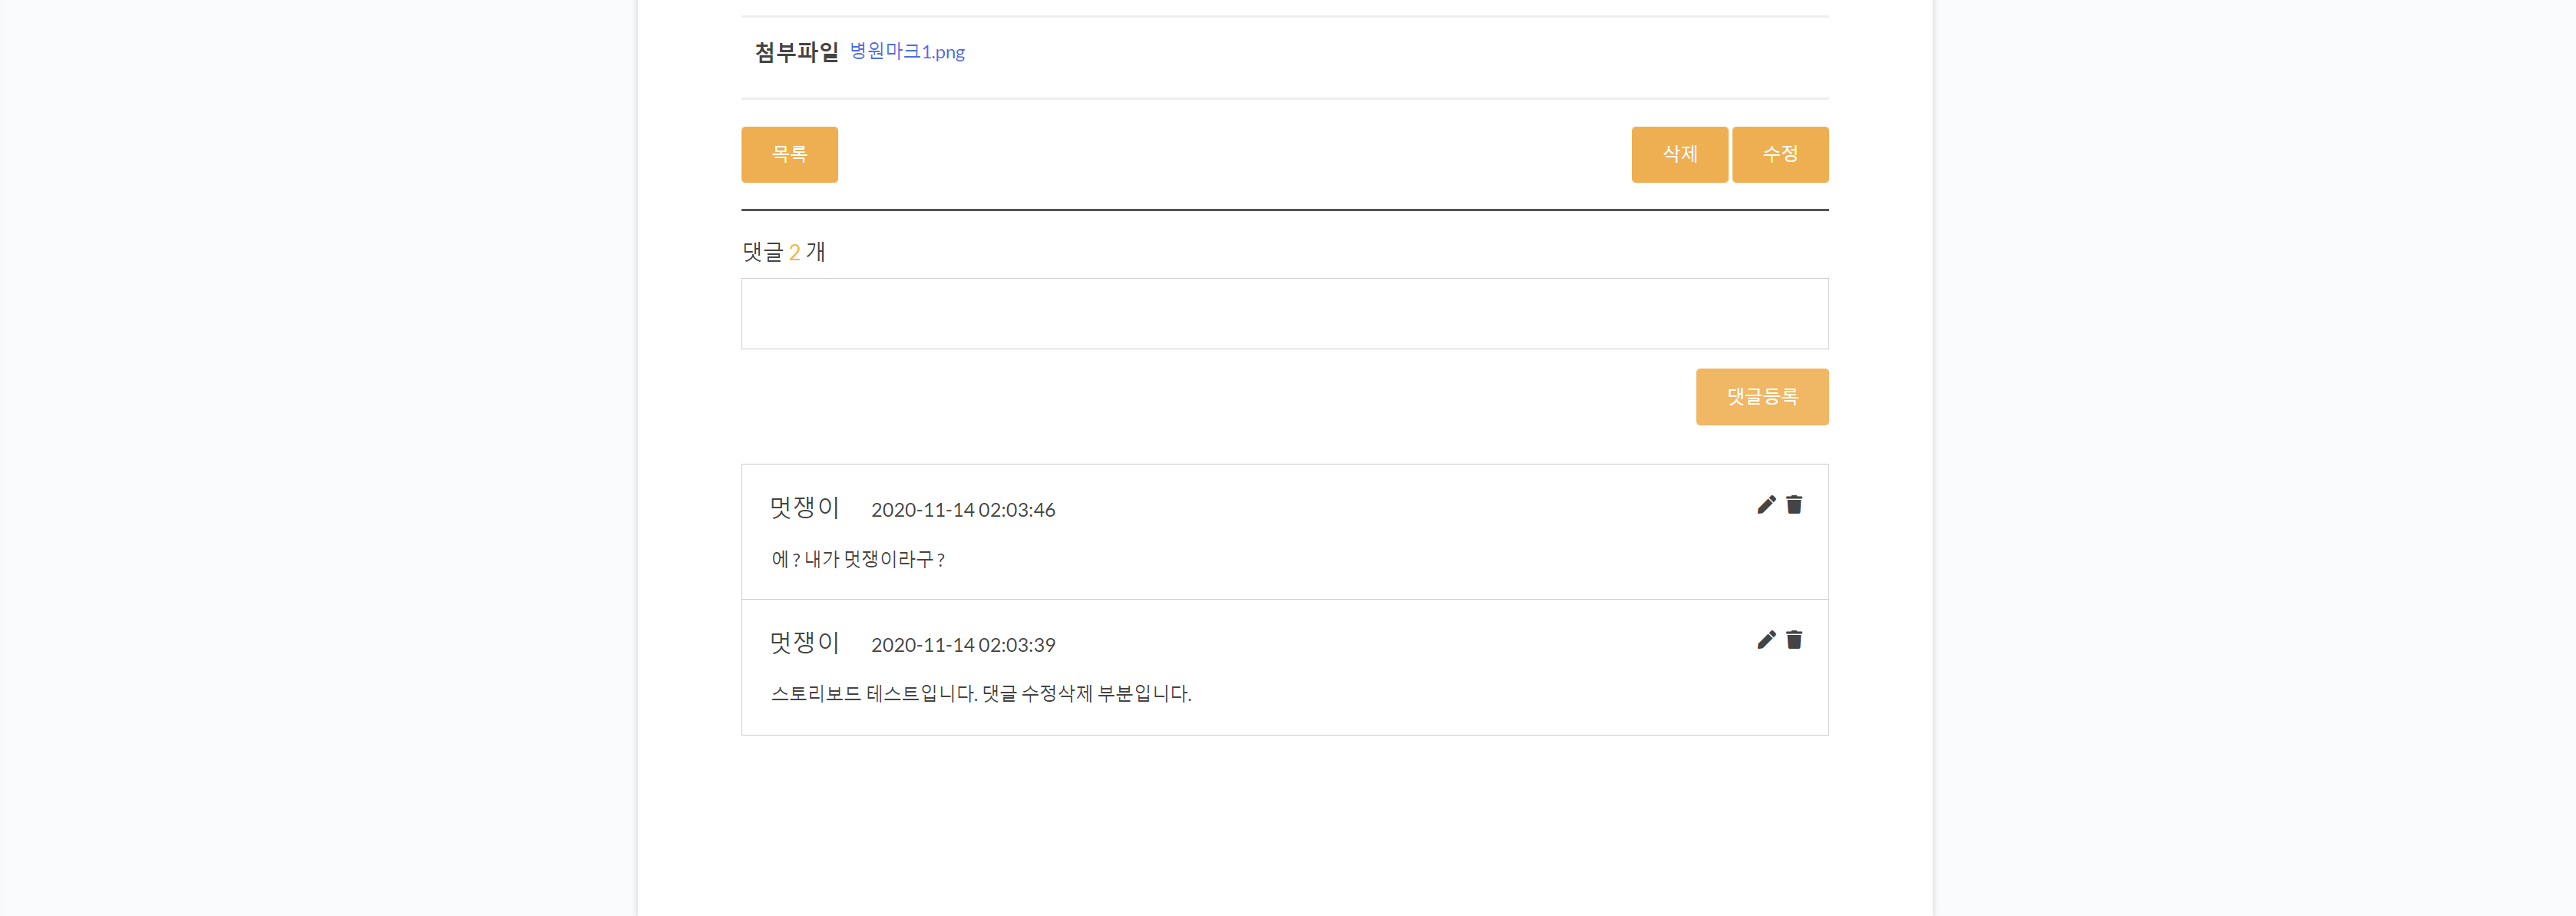 첨부파일 병원마크1.png
목록 삭제 수정
댓글 2 개
댓글등록
멋쟁이 2020-11-14 02:03:46
에 ? 내가 멋쟁이라구 ?
멋쟁이 2020-11-14 02:03:39
스토리보드 테스트입니다. 댓글 수정삭제 부분입니다.